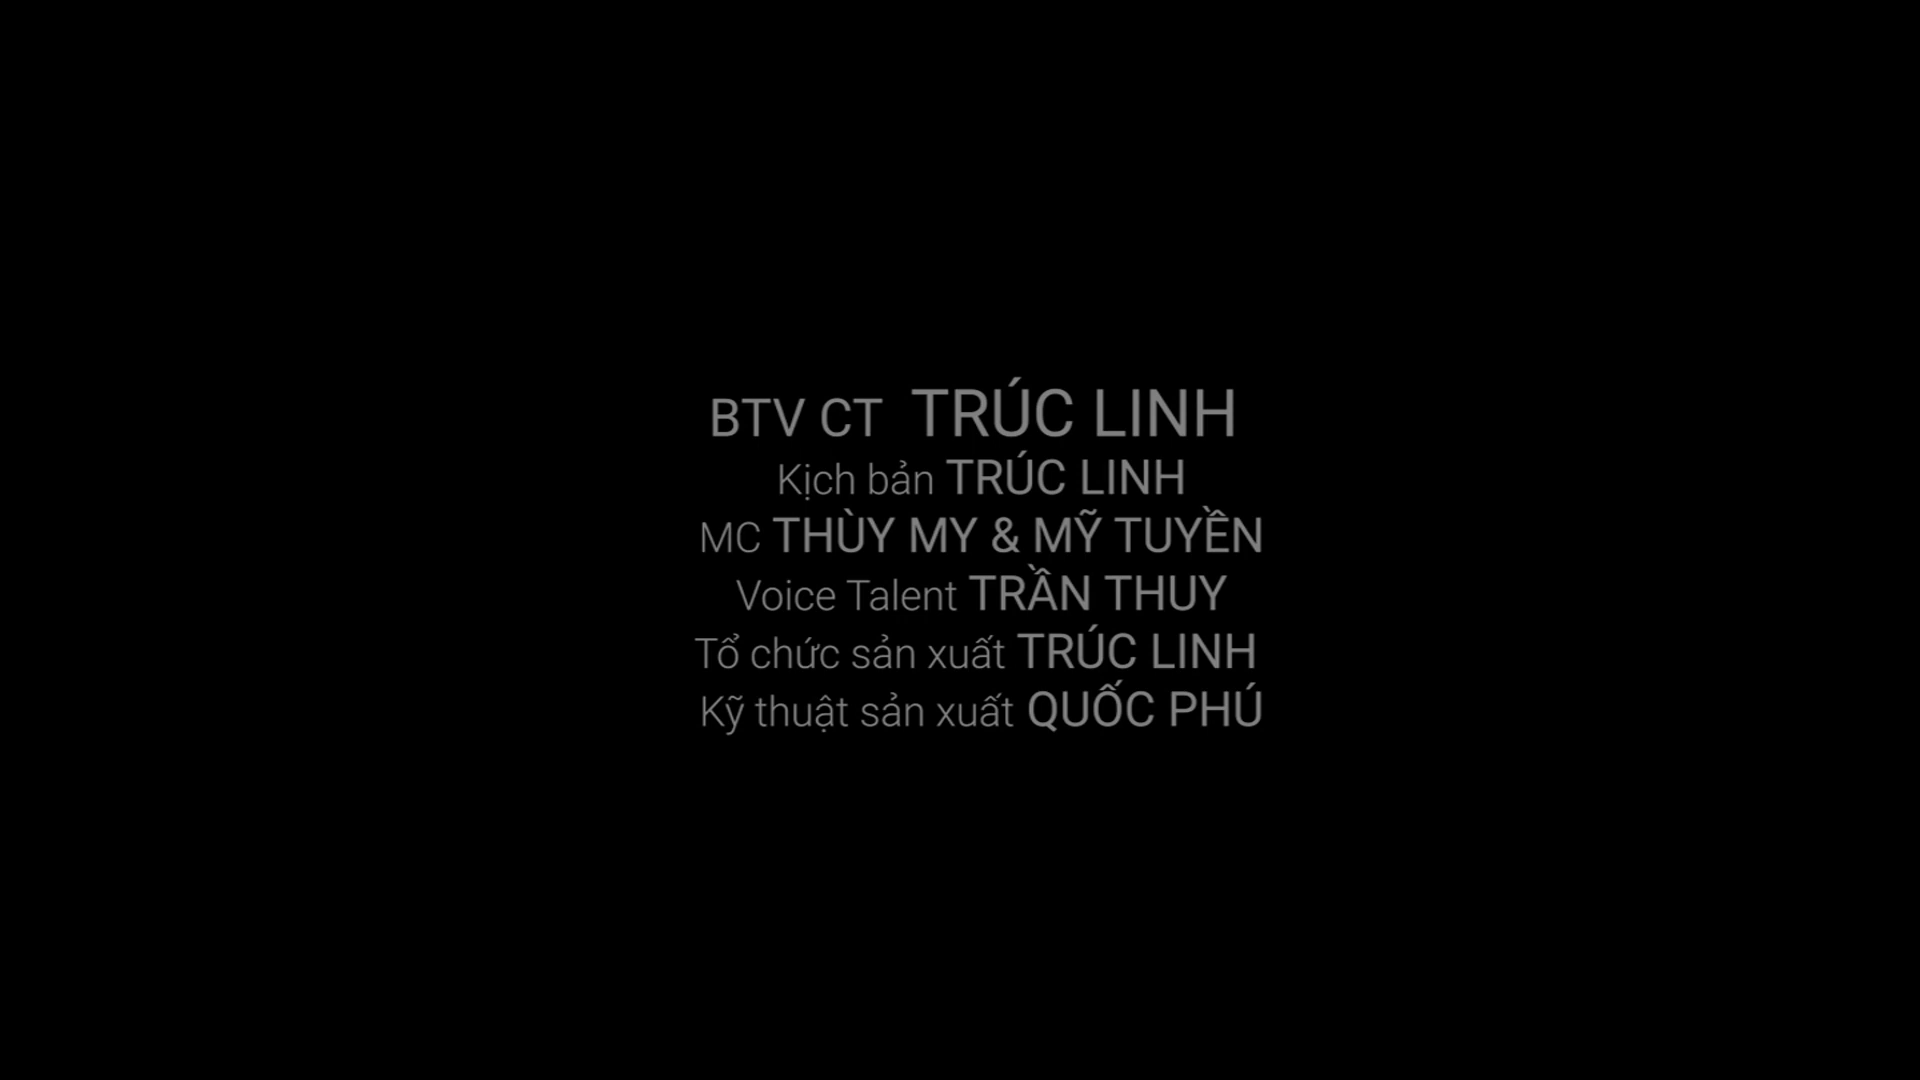 BTV CT TRÚC LINH
Kịch bản TRÚC LINH
MC THÙY MY & MỸ TUYỀN
Voice Talent TRẦN THUY
Tổ chức sản xuất TRÚC LINH
Kỹ thuật sản xuất QUỐC PHÚ